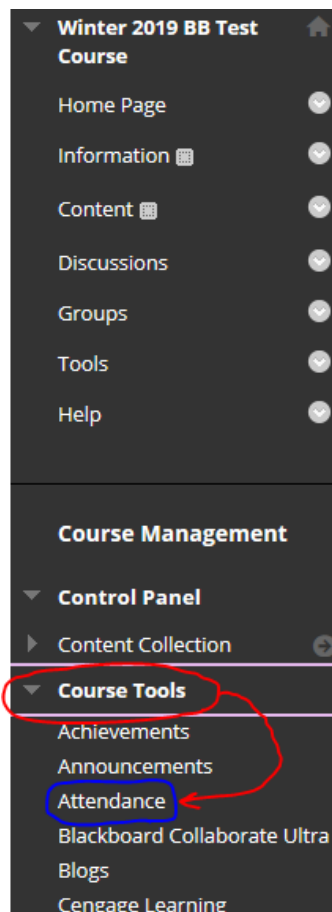 Winter 2019 BB Test
Course
Home Page
Information
Content
Discussions
Groups
Tools
Help
Course Management
Control Panel
Content Collection
Course Tools
Achievements
Announcements
Attendance
Blackboard Collaborate Ultra
Blogs
Cengage Learning